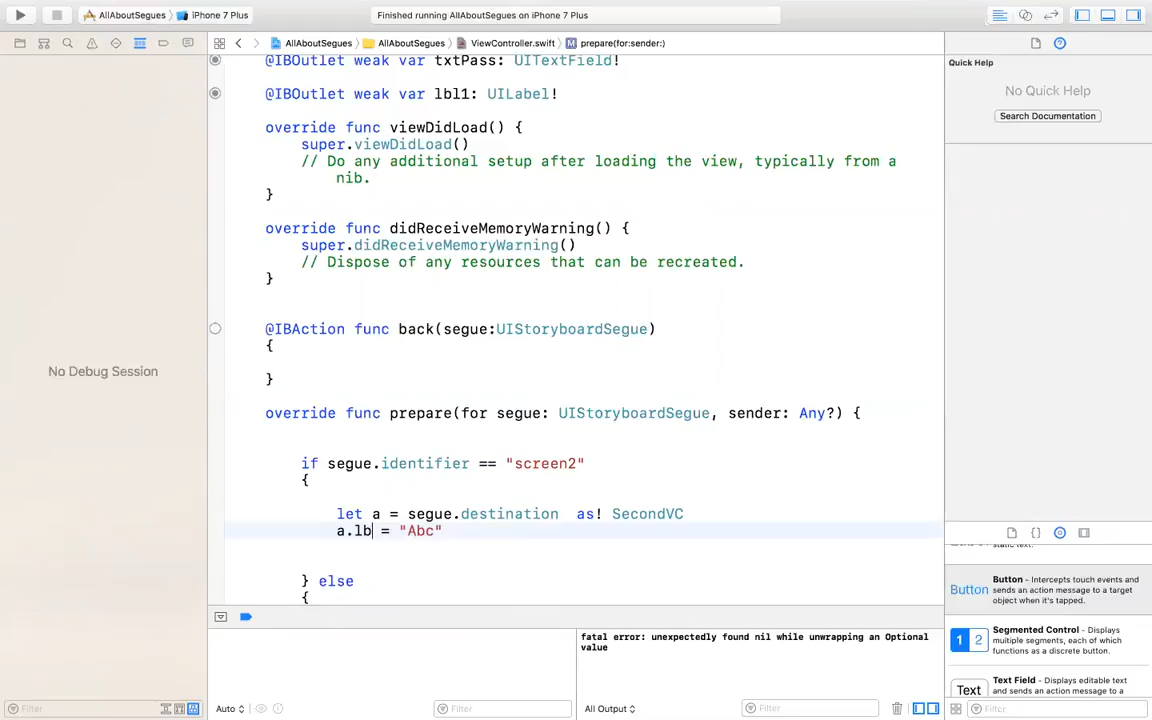 AllAboutSegues iPhone 7 Plus Finished running AllAboutSegues on iPhone 7 Plus
AllAboutSegues AllAboutSegues ViewController.swift M prepare(for:sender:)
@IBOutlet weak var txtPass: UITextField!
@IBOutlet weak var lbl1: UILabel!
override func viewDidLoad() {
super.viewDidLoad()
// Do any additional setup after loading the view, typically from a
nib.
}
override func didReceiveMemoryWarning() {
super.didReceiveMemoryWarning()
// Dispose of any resources that can be recreated.
}
@IBAction func back(segue:UIStoryboardSegue)
{
}
override func prepare(for segue: UIStoryboardSegue, sender: Any?) {
if segue.identifier == "screen2"
{
let a = segue.destination  as! SecondVC
a.lb = "Abc"
} else
{
No Debug Session
Filter
Auto
Filter
fatal error: unexpectedly found nil while unwrapping an Optional
value
All Output
Filter
Quick Help
No Quick Help
Search Documentation
static text.
Button
Button - Intercepts touch events and
sends an action message to a target
object when it's tapped.
1 2
Segmented Control - Displays
multiple segments, each of which
functions as a discrete button.
Text
Text Field - Displays editable text
and sends an action message to a
Filter